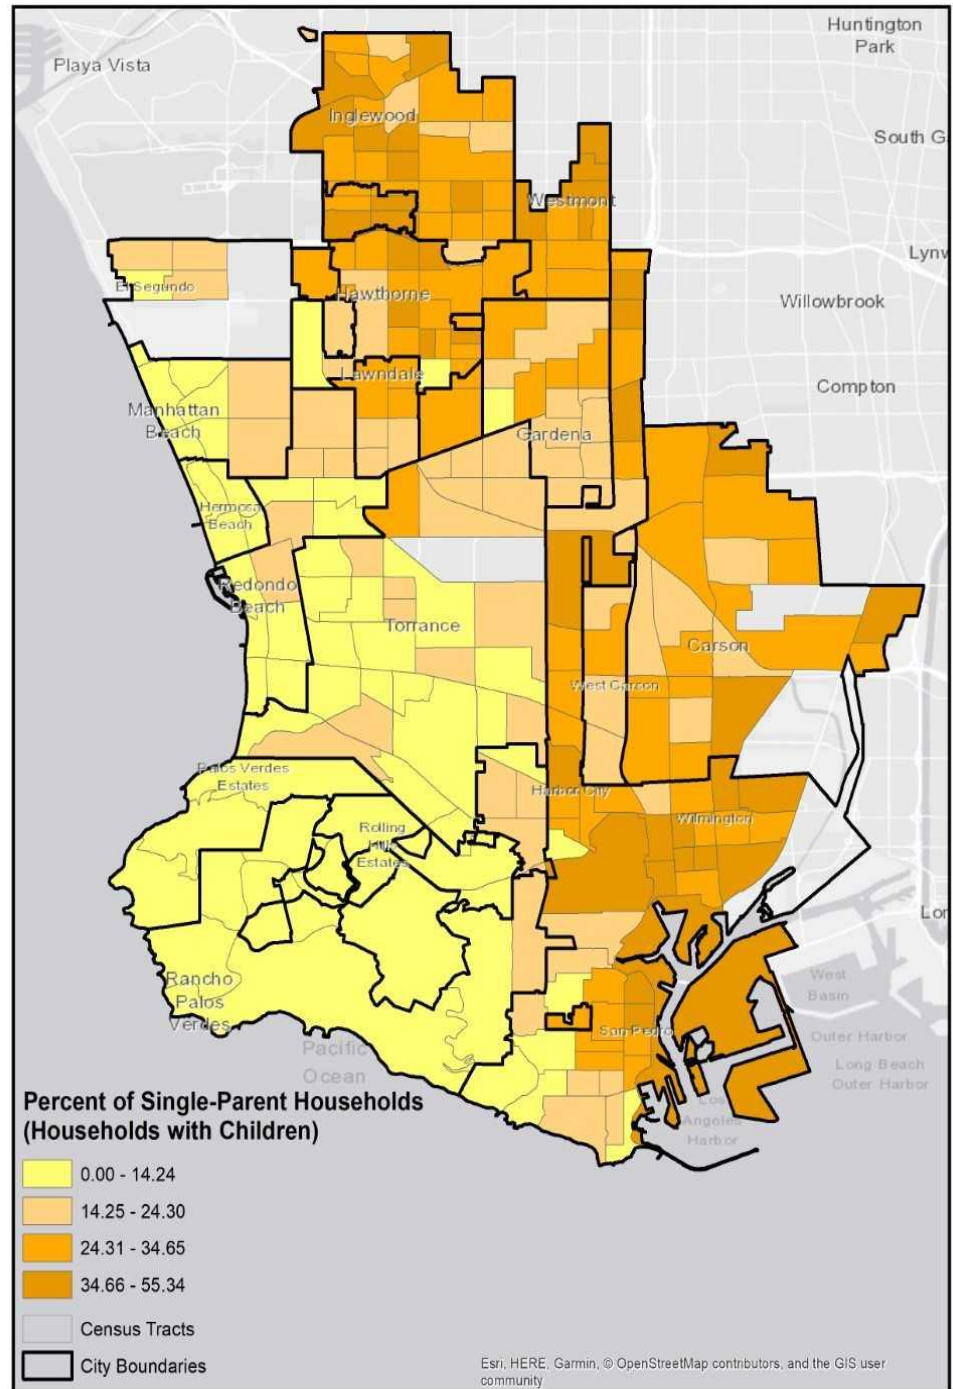 Huntington
Park
Playa Vista
Inglewood
South G
Westmont
Lynw
El Segundo
Hawthorne
Willowbrook
Lawndale
Compton
Manhattan
Beach
Gardena
Hermosa
Beach
Redondo
Beach
Torrance
Carson
West Carson
Palos Verdes
Estates
Harbor City
Rolling
Hills
Estates
Wilmington
Lon
Rancho
Palos
Verdes
West
Basin
San Pedro
Outer Harbor
Pacific
Ocean
Long Beach
Outer Harbor
Los
Angeles
Harbor
Percent of Single-Parent Households
(Households with Children)
0.00 - 14.24
14.25 - 24.30
24.31 - 34.65
34.66 - 55.34
Census Tracts
City Boundaries
Esri, HERE, Garmin, © OpenStreetMap contributors, and the GIS user
community